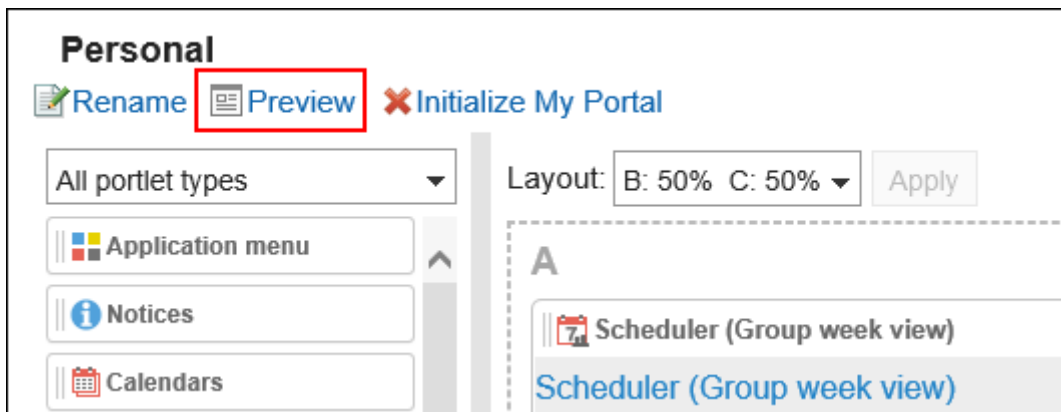 Personal
Rename Preview Initialize My Portal
All portlet types
Layout: B: 50% C: 50% Apply
Application menu
A
Notices
Scheduler (Group week view)
Calendars
Scheduler (Group week view)